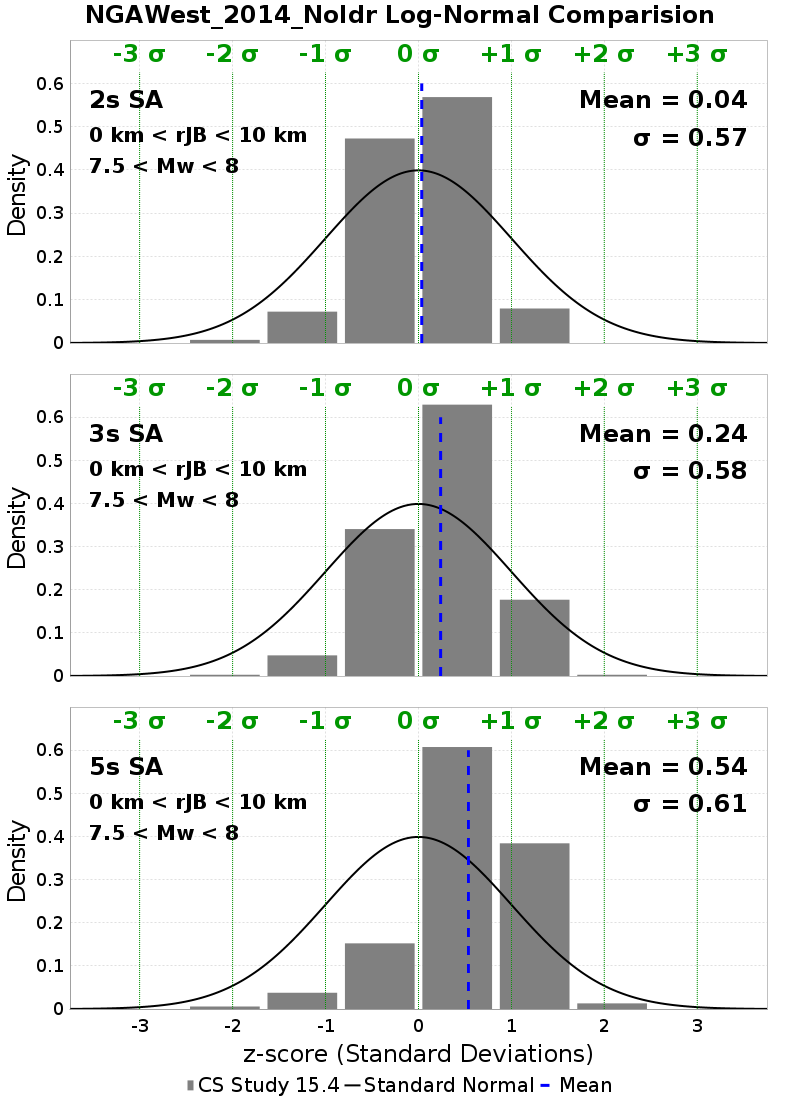 NGAWest_2014_NoIdr Log-Normal Comparision
-3 σ -2 σ -1 σ 0 σ +1 σ +2 σ +3 σ
2s SA
Mean = 0.04
0 km < rJB < 10 km
σ = 0.57
7.5 < Mw < 8
Density
0.6
0.5
0.4
0.3
0.2
0.1
0
-3 σ -2 σ -1 σ 0 σ +1 σ +2 σ +3 σ
3s SA
Mean = 0.24
0 km < rJB < 10 km
σ = 0.58
7.5 < Mw < 8
Density
0.6
0.5
0.4
0.3
0.2
0.1
0
-3 σ -2 σ -1 σ 0 σ +1 σ +2 σ +3 σ
5s SA
Mean = 0.54
0 km < rJB < 10 km
σ = 0.61
7.5 < Mw < 8
Density
0.6
0.5
0.4
0.3
0.2
0.1
0
-3 -2 -1 0 1 2 3
z-score (Standard Deviations)
CS Study 15.4 Standard Normal Mean